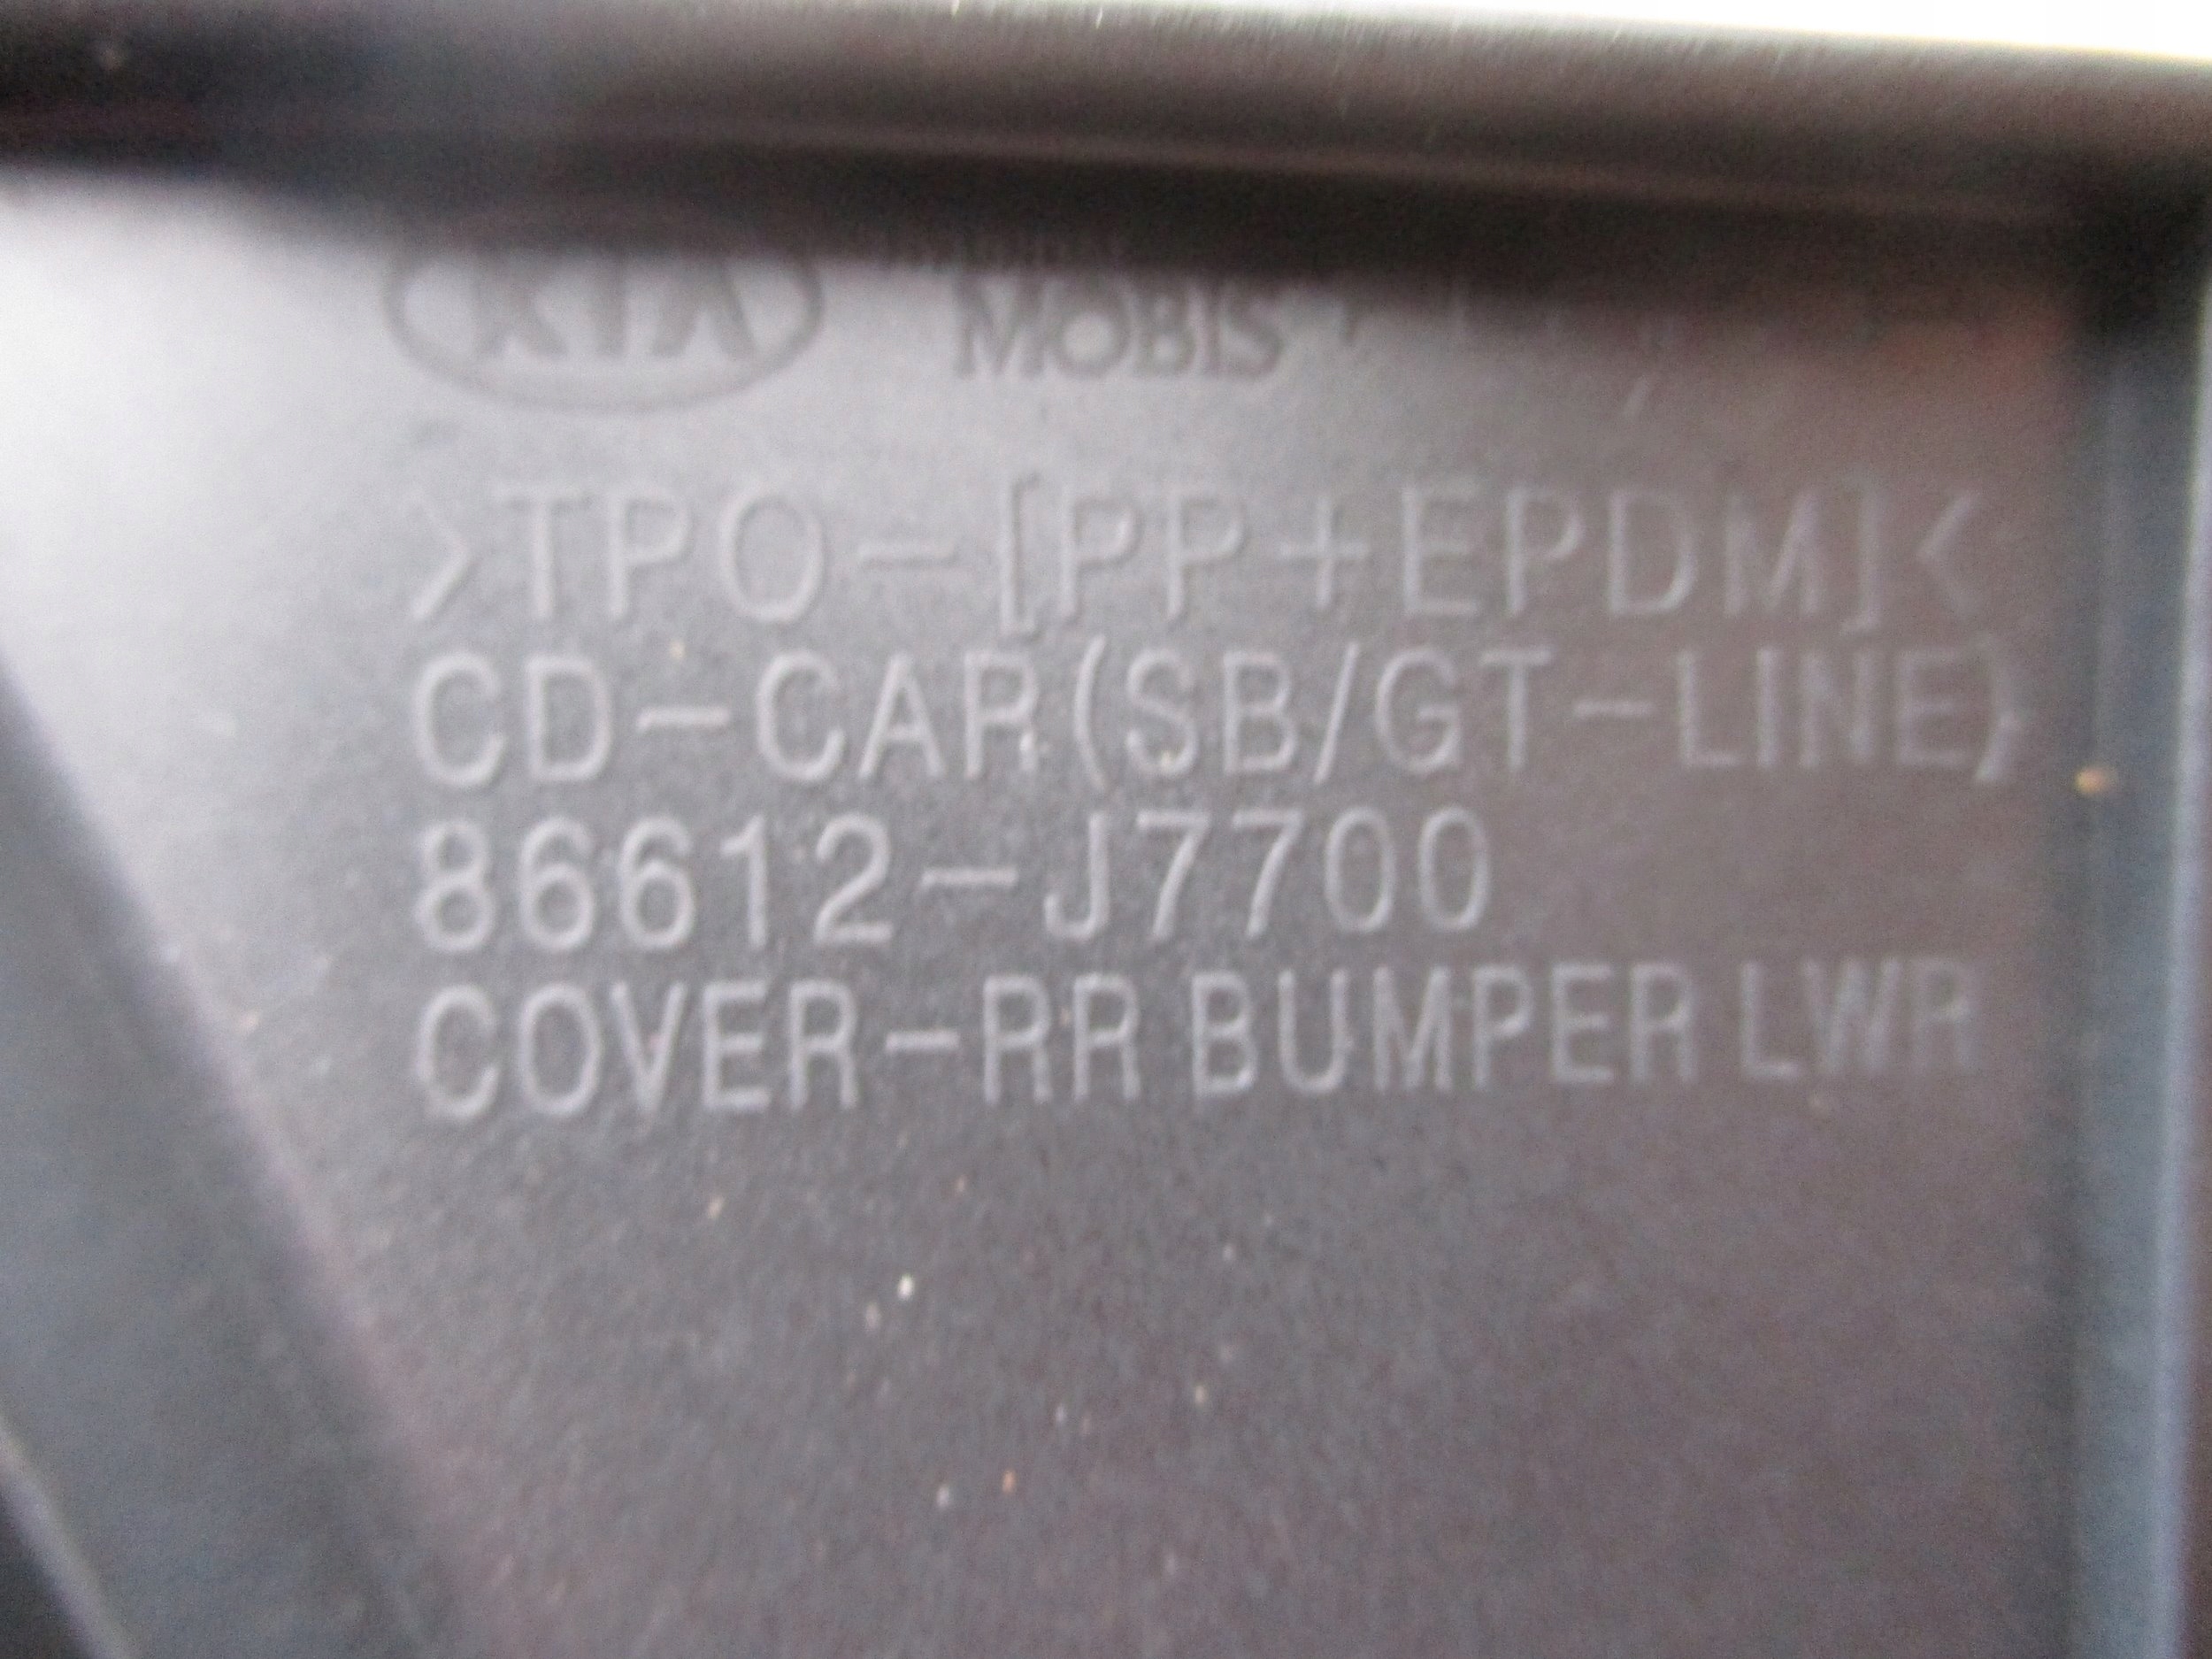 KIA MOBIS
>TPO-[PP+EPDM]<
CD-CAR(SB/GT-LINE)
86612-J7700
COVER-RR BUMPER LWR